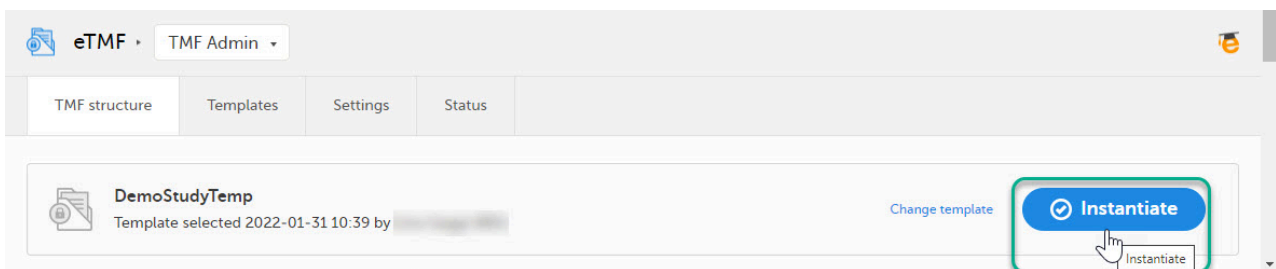 eTMF
TMF Admin
TMF structure
Templates
Settings
Status
DemoStudyTemp
Template selected 2022-01-31 10:39 by
Change template
Instantiate
Instantiate